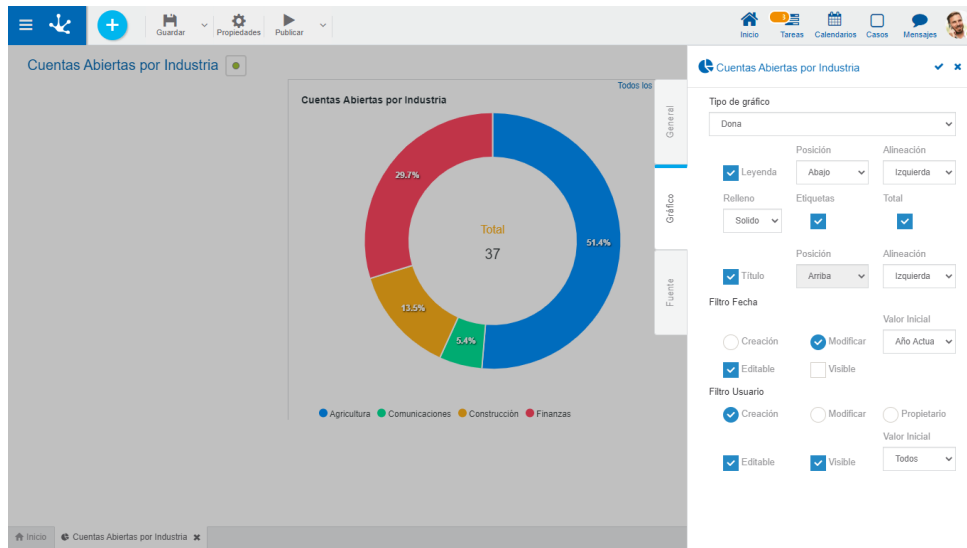 Guardar
Propiedades
Publicar
Inicio
Tareas
Calendarios
Casos
Mensajes
Cuentas Abiertas por Industria
Todos los
Cuentas Abiertas por Industria
29.7%
51.4%
13.5%
5.4%
Total
37
Agricultura Comunicaciones Construcción Finanzas
General
Gráfico
Fuente
Cuentas Abiertas por Industria
Tipo de gráfico
Dona
Posición Alineación
Leyenda Abajo Izquierda
Relleno Etiquetas Total
Solido
Posición Alineación
Título Arriba Izquierda
Filtro Fecha
Valor Inicial
Creación Modificar Año Actua
Editable Visible
Filtro Usuario
Creación Modificar Propietario
Valor Inicial
Editable Visible Todos
Inicio Cuentas Abiertas por Industria